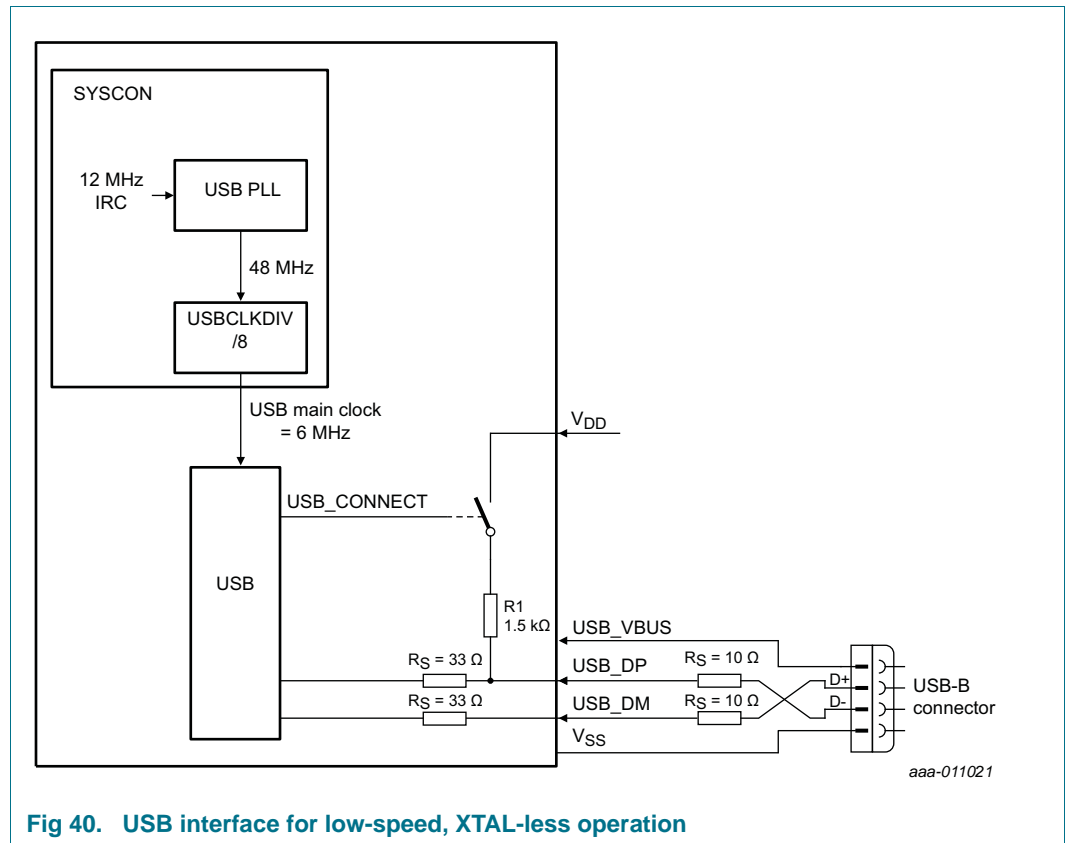 SYSCON
12 MHz
IRC
USB PLL
48 MHz
USBCLKDIV
/8
USB main clock
= 6 MHz
VDD
USB_CONNECT
USB
R1
1.5 kΩ
USB_VBUS
RS = 33 Ω
USB_DP
RS = 10 Ω
D+
USB-B
connector
RS = 33 Ω
USB_DM
RS = 10 Ω
D-
VSS
aaa-011021
Fig 40. USB interface for low-speed, XTAL-less operation